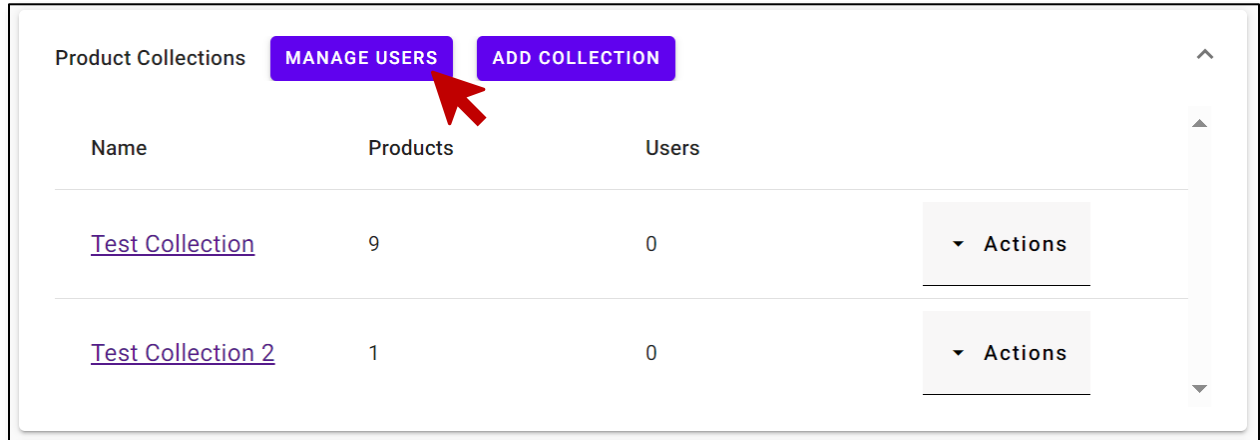 Product Collections MANAGE USERS ADD COLLECTION
Name Products Users
Test Collection 9 0 Actions
Test Collection 2 1 0 Actions